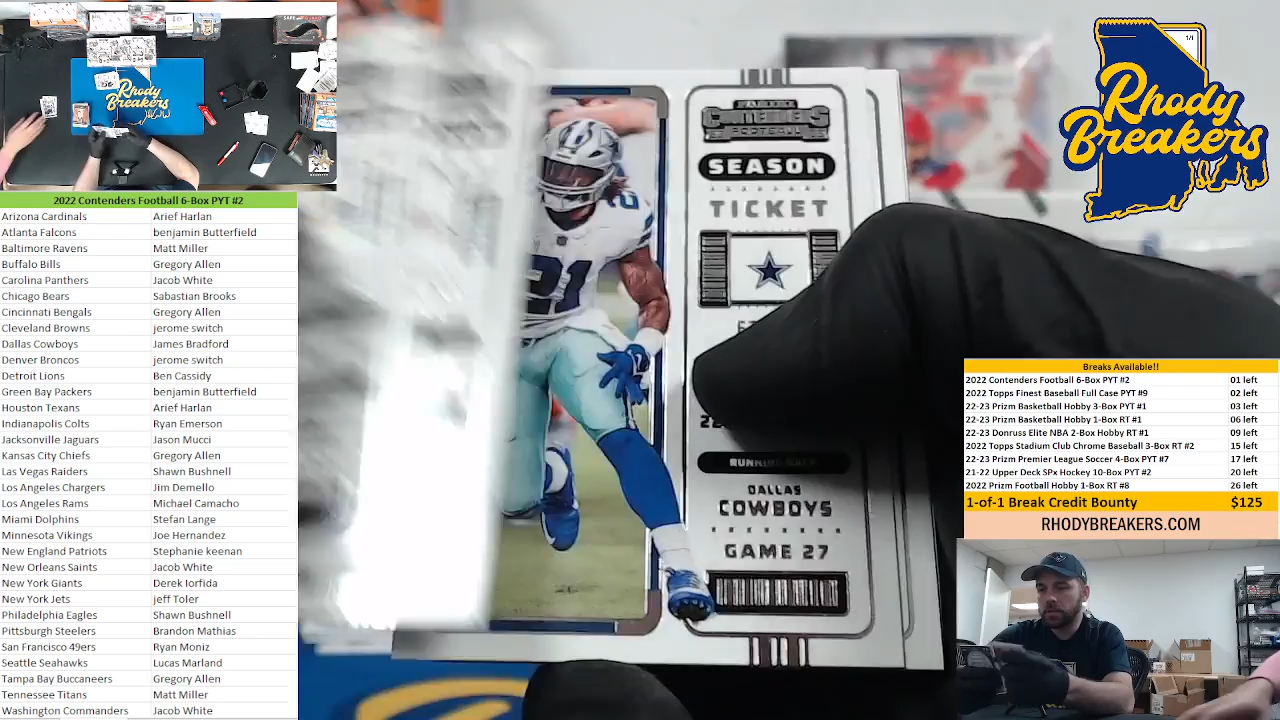 Rhody
Breakers
2022 Contenders Football 6-Box PYT #2
Arizona Cardinals Arief Harlan
Atlanta Falcons benjamin Butterfield
Baltimore Ravens Matt Miller
Buffalo Bills Gregory Allen
Carolina Panthers Jacob White
Chicago Bears Sabastian Brooks
Cincinnati Bengals Gregory Allen
Cleveland Browns jerome switch
Dallas Cowboys James Bradford
Denver Broncos jerome switch
Detroit Lions Ben Cassidy
Green Bay Packers benjamin Butterfield
Houston Texans Arief Harlan
Indianapolis Colts Ryan Emerson
Jacksonville Jaguars Jason Mucci
Kansas City Chiefs Gregory Allen
Las Vegas Raiders Shawn Bushnell
Los Angeles Chargers Jim Demello
Los Angeles Rams Michael Camacho
Miami Dolphins Stefan Lange
Minnesota Vikings Joe Hernandez
New England Patriots Stephanie keenan
New Orleans Saints Jacob White
New York Giants Derek Iorfida
New York Jets jeff Toler
Philadelphia Eagles Shawn Bushnell
Pittsburgh Steelers Brandon Mathias
San Francisco 49ers Ryan Moniz
Seattle Seahawks Lucas Marland
Tampa Bay Buccaneers Gregory Allen
Tennessee Titans Matt Miller
Washington Commanders Jacob White
21
CONTENDERS
FOOTBALL
SEASON
TICKET
RUNNING BACK
DALLAS
COWBOYS
GAME 27
1/1
Rhody
Breakers
Breaks Available!!
2022 Contenders Football 6-Box PYT #2 01 left
2022 Topps Finest Baseball Full Case PYT #9 02 left
22-23 Prizm Basketball Hobby 3-Box PYT #1 03 left
22-23 Prizm Basketball Hobby 1-Box RT #1 06 left
22-23 Donruss Elite NBA 2-Box Hobby RT #1 09 left
2022 Topps Stadium Club Chrome Baseball 3-Box RT #2 15 left
22-23 Prizm Premier League Soccer 4-Box PYT #7 17 left
21-22 Upper Deck SPx Hockey 10-Box PYT #2 20 left
2022 Prizm Football Hobby 1-Box RT #8 26 left
1-of-1 Break Credit Bounty $125
RHODYBREAKERS.COM